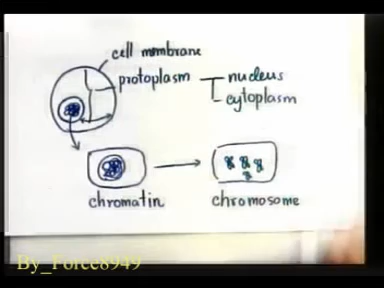 cell membrane
protoplasm
nucleus
cytoplasm
chromatin
chromosome
By_Force8949